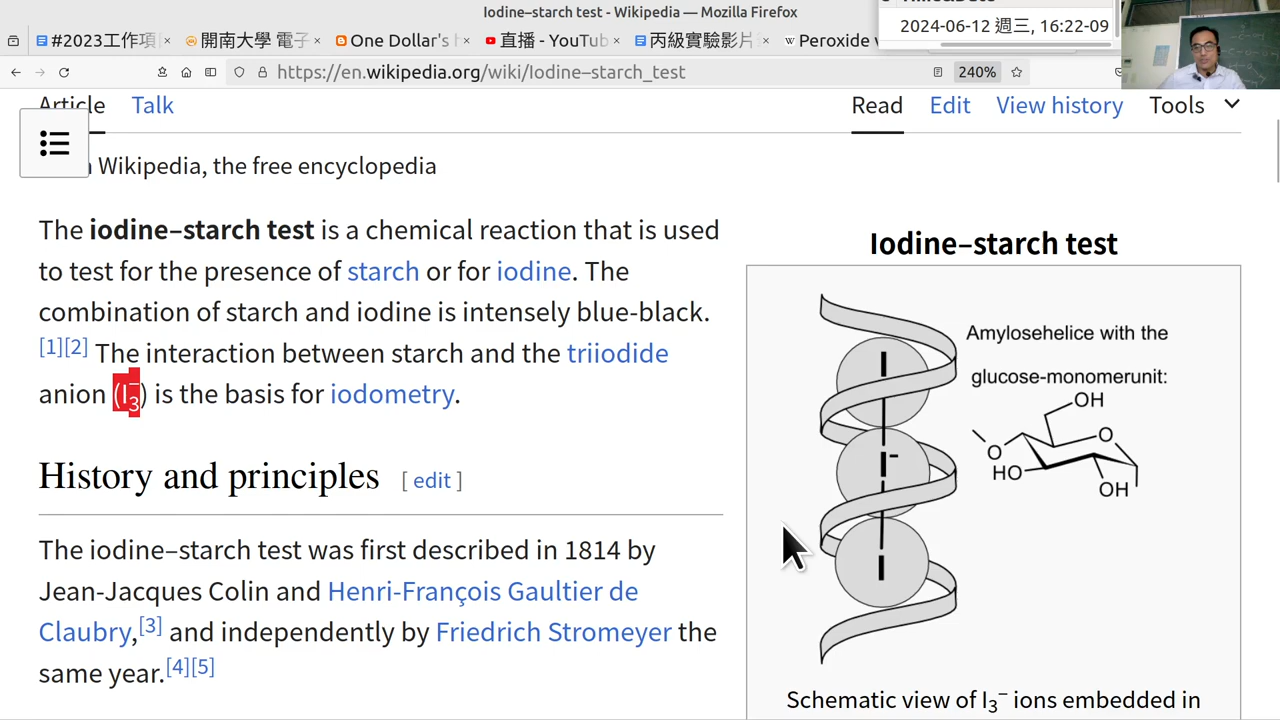 Iodine–starch test - Wikipedia — Mozilla Firefox
2024-06-12 週三, 16:22-09
#2023工作項 × 開南大學 電子 × One Dollar's × 直播 - YouTub × 丙級實驗影片 × W Peroxide
https://en.wikipedia.org/wiki/Iodine–starch_test 240%
Article Talk Read Edit View history Tools
Wikipedia, the free encyclopedia
The iodine–starch test is a chemical reaction that is used
to test for the presence of starch or for iodine. The
combination of starch and iodine is intensely blue-black.
[1][2] The interaction between starch and the triiodide
anion (I₃⁻) is the basis for iodometry.
History and principles [ edit ]
The iodine–starch test was first described in 1814 by
Jean-Jacques Colin and Henri-François Gaultier de
Claubry,[3] and independently by Friedrich Stromeyer the
same year.[4][5]
Iodine–starch test
Amylosehelice with the
glucose-monomerunit:
I
I⁻
I
OH
O
O
HO
OH
Schematic view of I₃⁻ ions embedded in